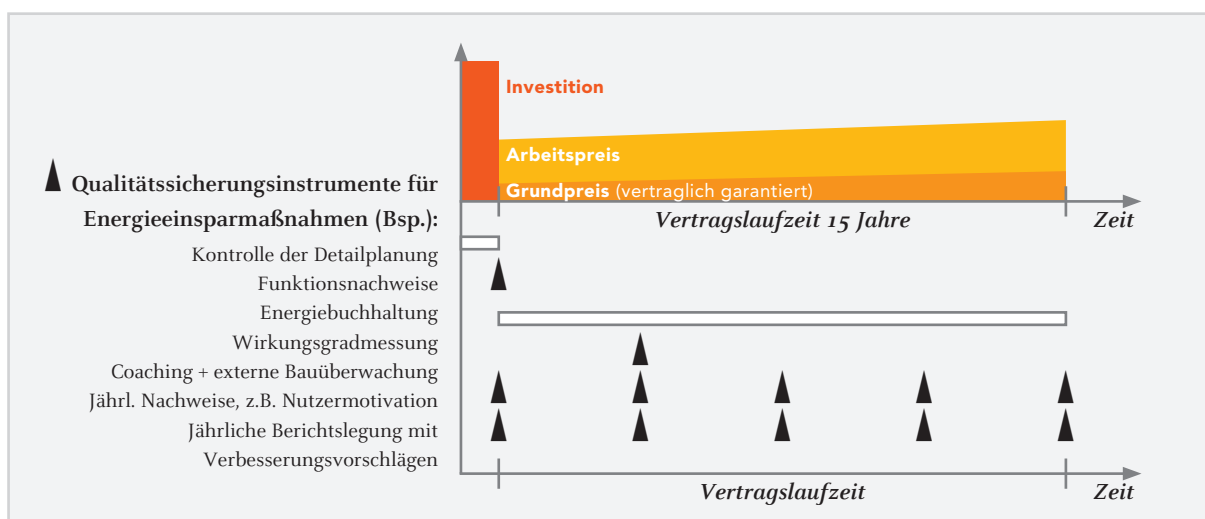 Investition
Arbeitspreis
Grundpreis (vertraglich garantiert)
Vertragslaufzeit 15 Jahre
Zeit
Qualitätssicherungsinstrumente für
Energieeinsparmaßnahmen (Bsp.):
Kontrolle der Detailplanung
Funktionsnachweise
Energiebuchhaltung
Wirkungsgradmessung
Coaching + externe Bauüberwachung
Jährl. Nachweise, z.B. Nutzermotivation
Jährliche Berichtslegung mit
Verbesserungsvorschlägen
Vertragslaufzeit
Zeit